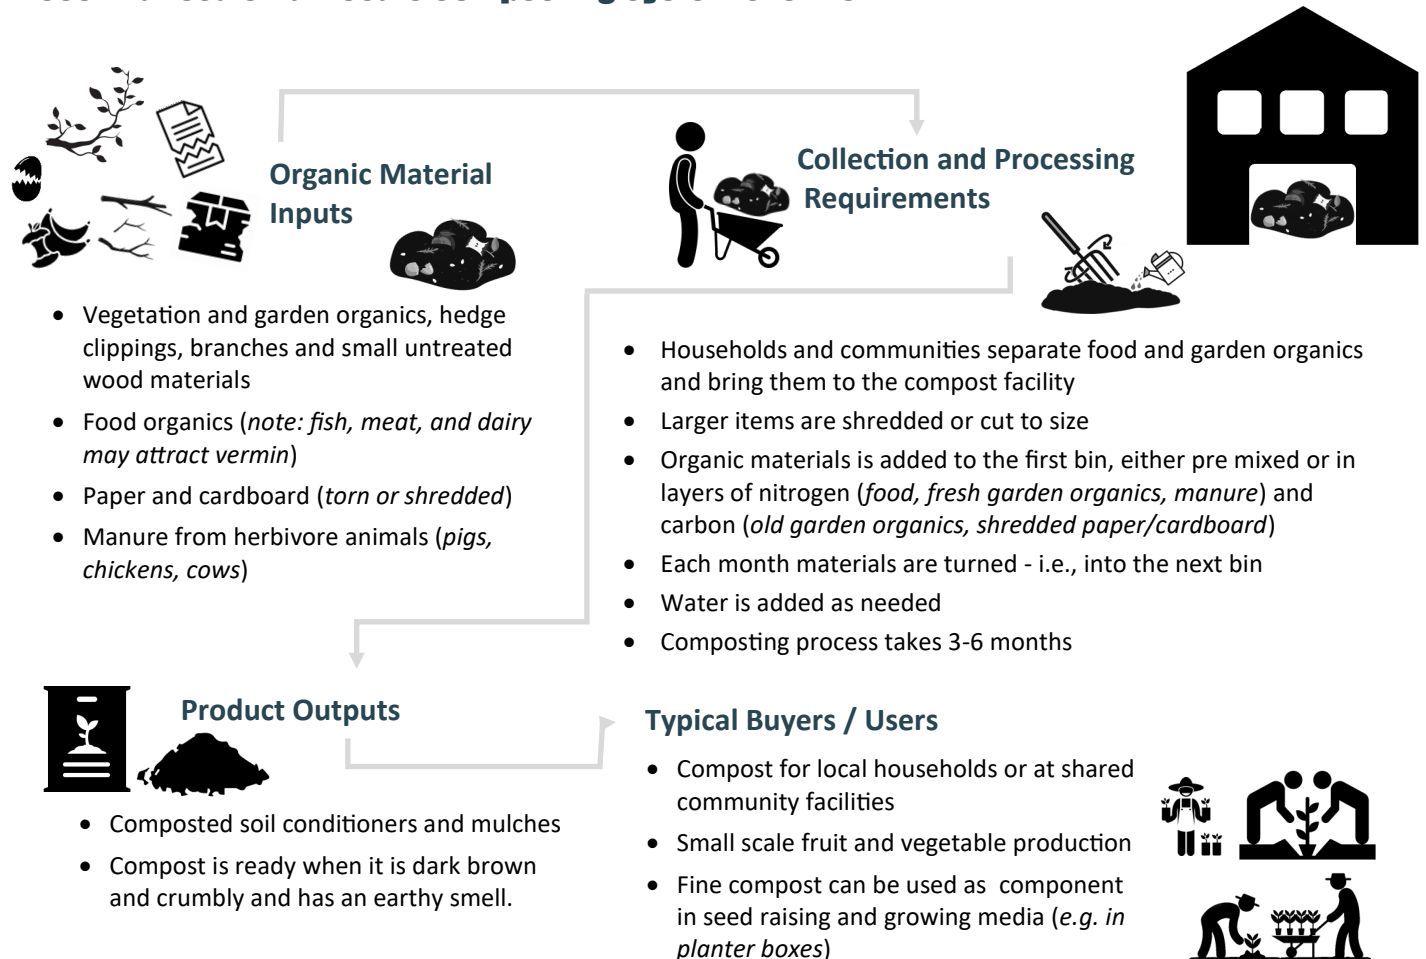 Organic Material
Inputs
• Vegetation and garden organics, hedge
clippings, branches and small untreated
wood materials
• Food organics (note: fish, meat, and dairy
may attract vermin)
• Paper and cardboard (torn or shredded)
• Manure from herbivore animals (pigs,
chickens, cows)
Collection and Processing
Requirements
• Households and communities separate food and garden organics
and bring them to the compost facility
• Larger items are shredded or cut to size
• Organic materials is added to the first bin, either pre mixed or in
layers of nitrogen (food, fresh garden organics, manure) and
carbon (old garden organics, shredded paper/cardboard)
• Each month materials are turned - i.e., into the next bin
• Water is added as needed
• Composting process takes 3-6 months
Product Outputs
• Composted soil conditioners and mulches
• Compost is ready when it is dark brown
and crumbly and has an earthy smell.
Typical Buyers / Users
• Compost for local households or at shared
community facilities
• Small scale fruit and vegetable production
• Fine compost can be used as  component
in seed raising and growing media (e.g. in
planter boxes)